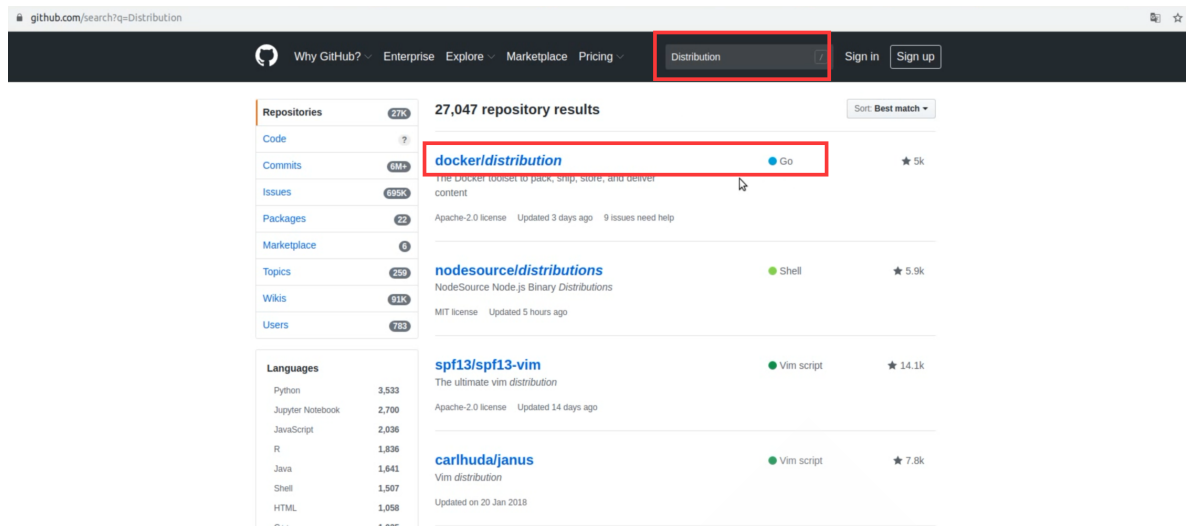 github.com/search?q=Distribution
Why GitHub? Enterprise Explore Marketplace Pricing Distribution / Sign in Sign up
Repositories 27K
Code ?
Commits 6M+
Issues 695K
Packages 22
Marketplace 6
Topics 259
Wikis 91K
Users 783
Languages
Python 3,533
Jupyter Notebook 2,700
JavaScript 2,036
R 1,836
Java 1,641
Shell 1,507
HTML 1,058
27,047 repository results
Sort: Best match
docker/distribution Go 5k
The Docker toolset to pack, ship, store, and deliver
content
Apache-2.0 license Updated 3 days ago 9 issues need help
nodesource/distributions Shell 5.9k
NodeSource Node.js Binary Distributions
MIT license Updated 5 hours ago
spf13/spf13-vim Vim script 14.1k
The ultimate vim distribution
Apache-2.0 license Updated 14 days ago
carlhuda/janus Vim script 7.8k
Vim distribution
Updated on 20 Jan 2018